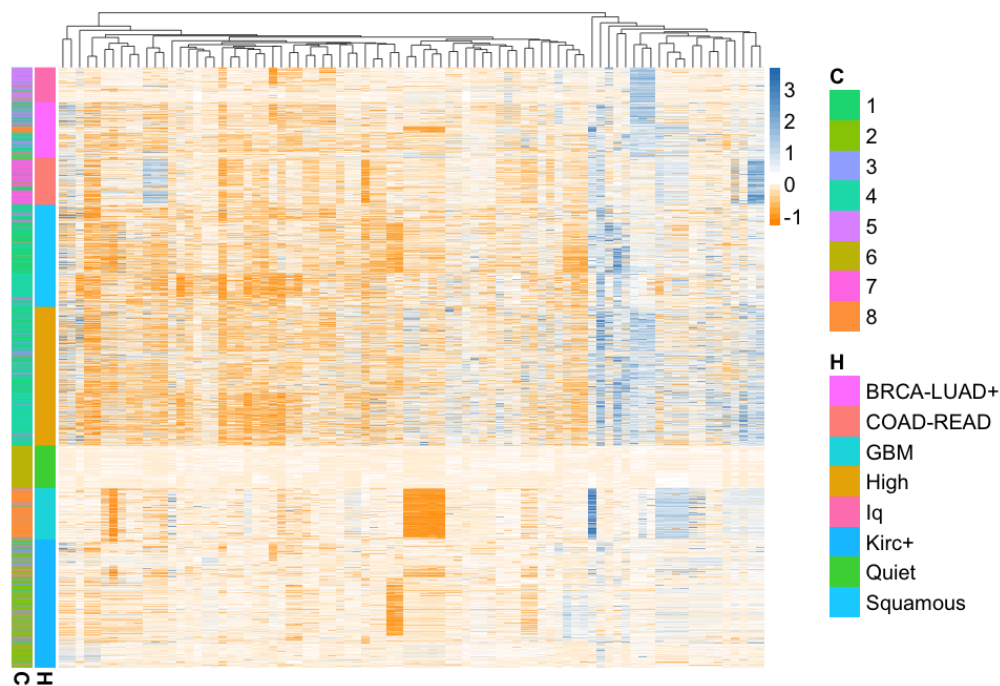 3
2
1
0
-1
C
1
2
3
4
5
6
7
8
H
BRCA-LUAD+
COAD-READ
GBM
High
Iq
Kirc+
Quiet
Squamous
C
H